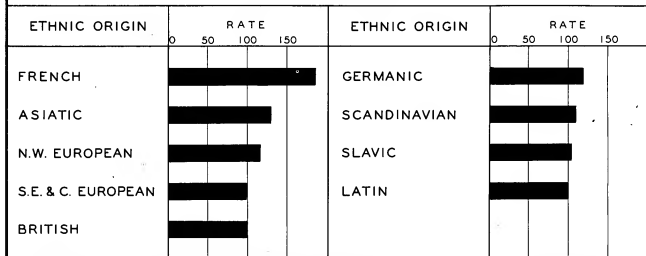 ETHNIC ORIGIN
RATE
0 50 100 150
FRENCH
ASIATIC
N.W. EUROPEAN
S.E. & C. EUROPEAN
BRITISH
ETHNIC ORIGIN
RATE
0 50 100 150
GERMANIC
SCANDINAVIAN
SLAVIC
LATIN